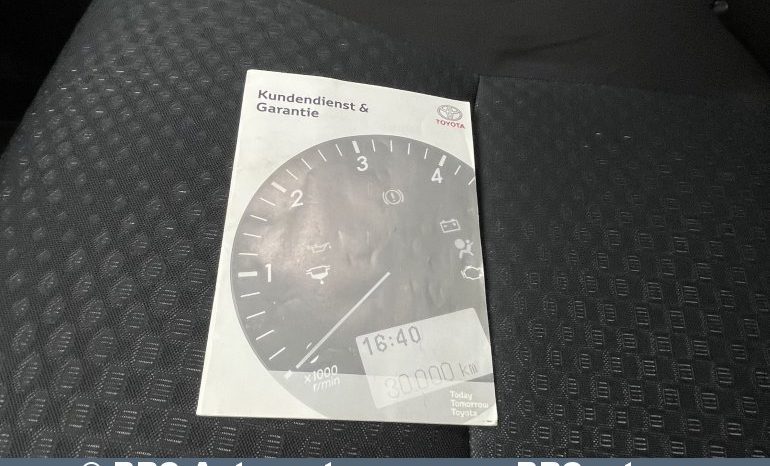 Kundendienst &
Garantie
TOYOTA
1
2
3
4
16:40
30.000 Km
x1000
r/min
Today
Tomorrow
Toyota